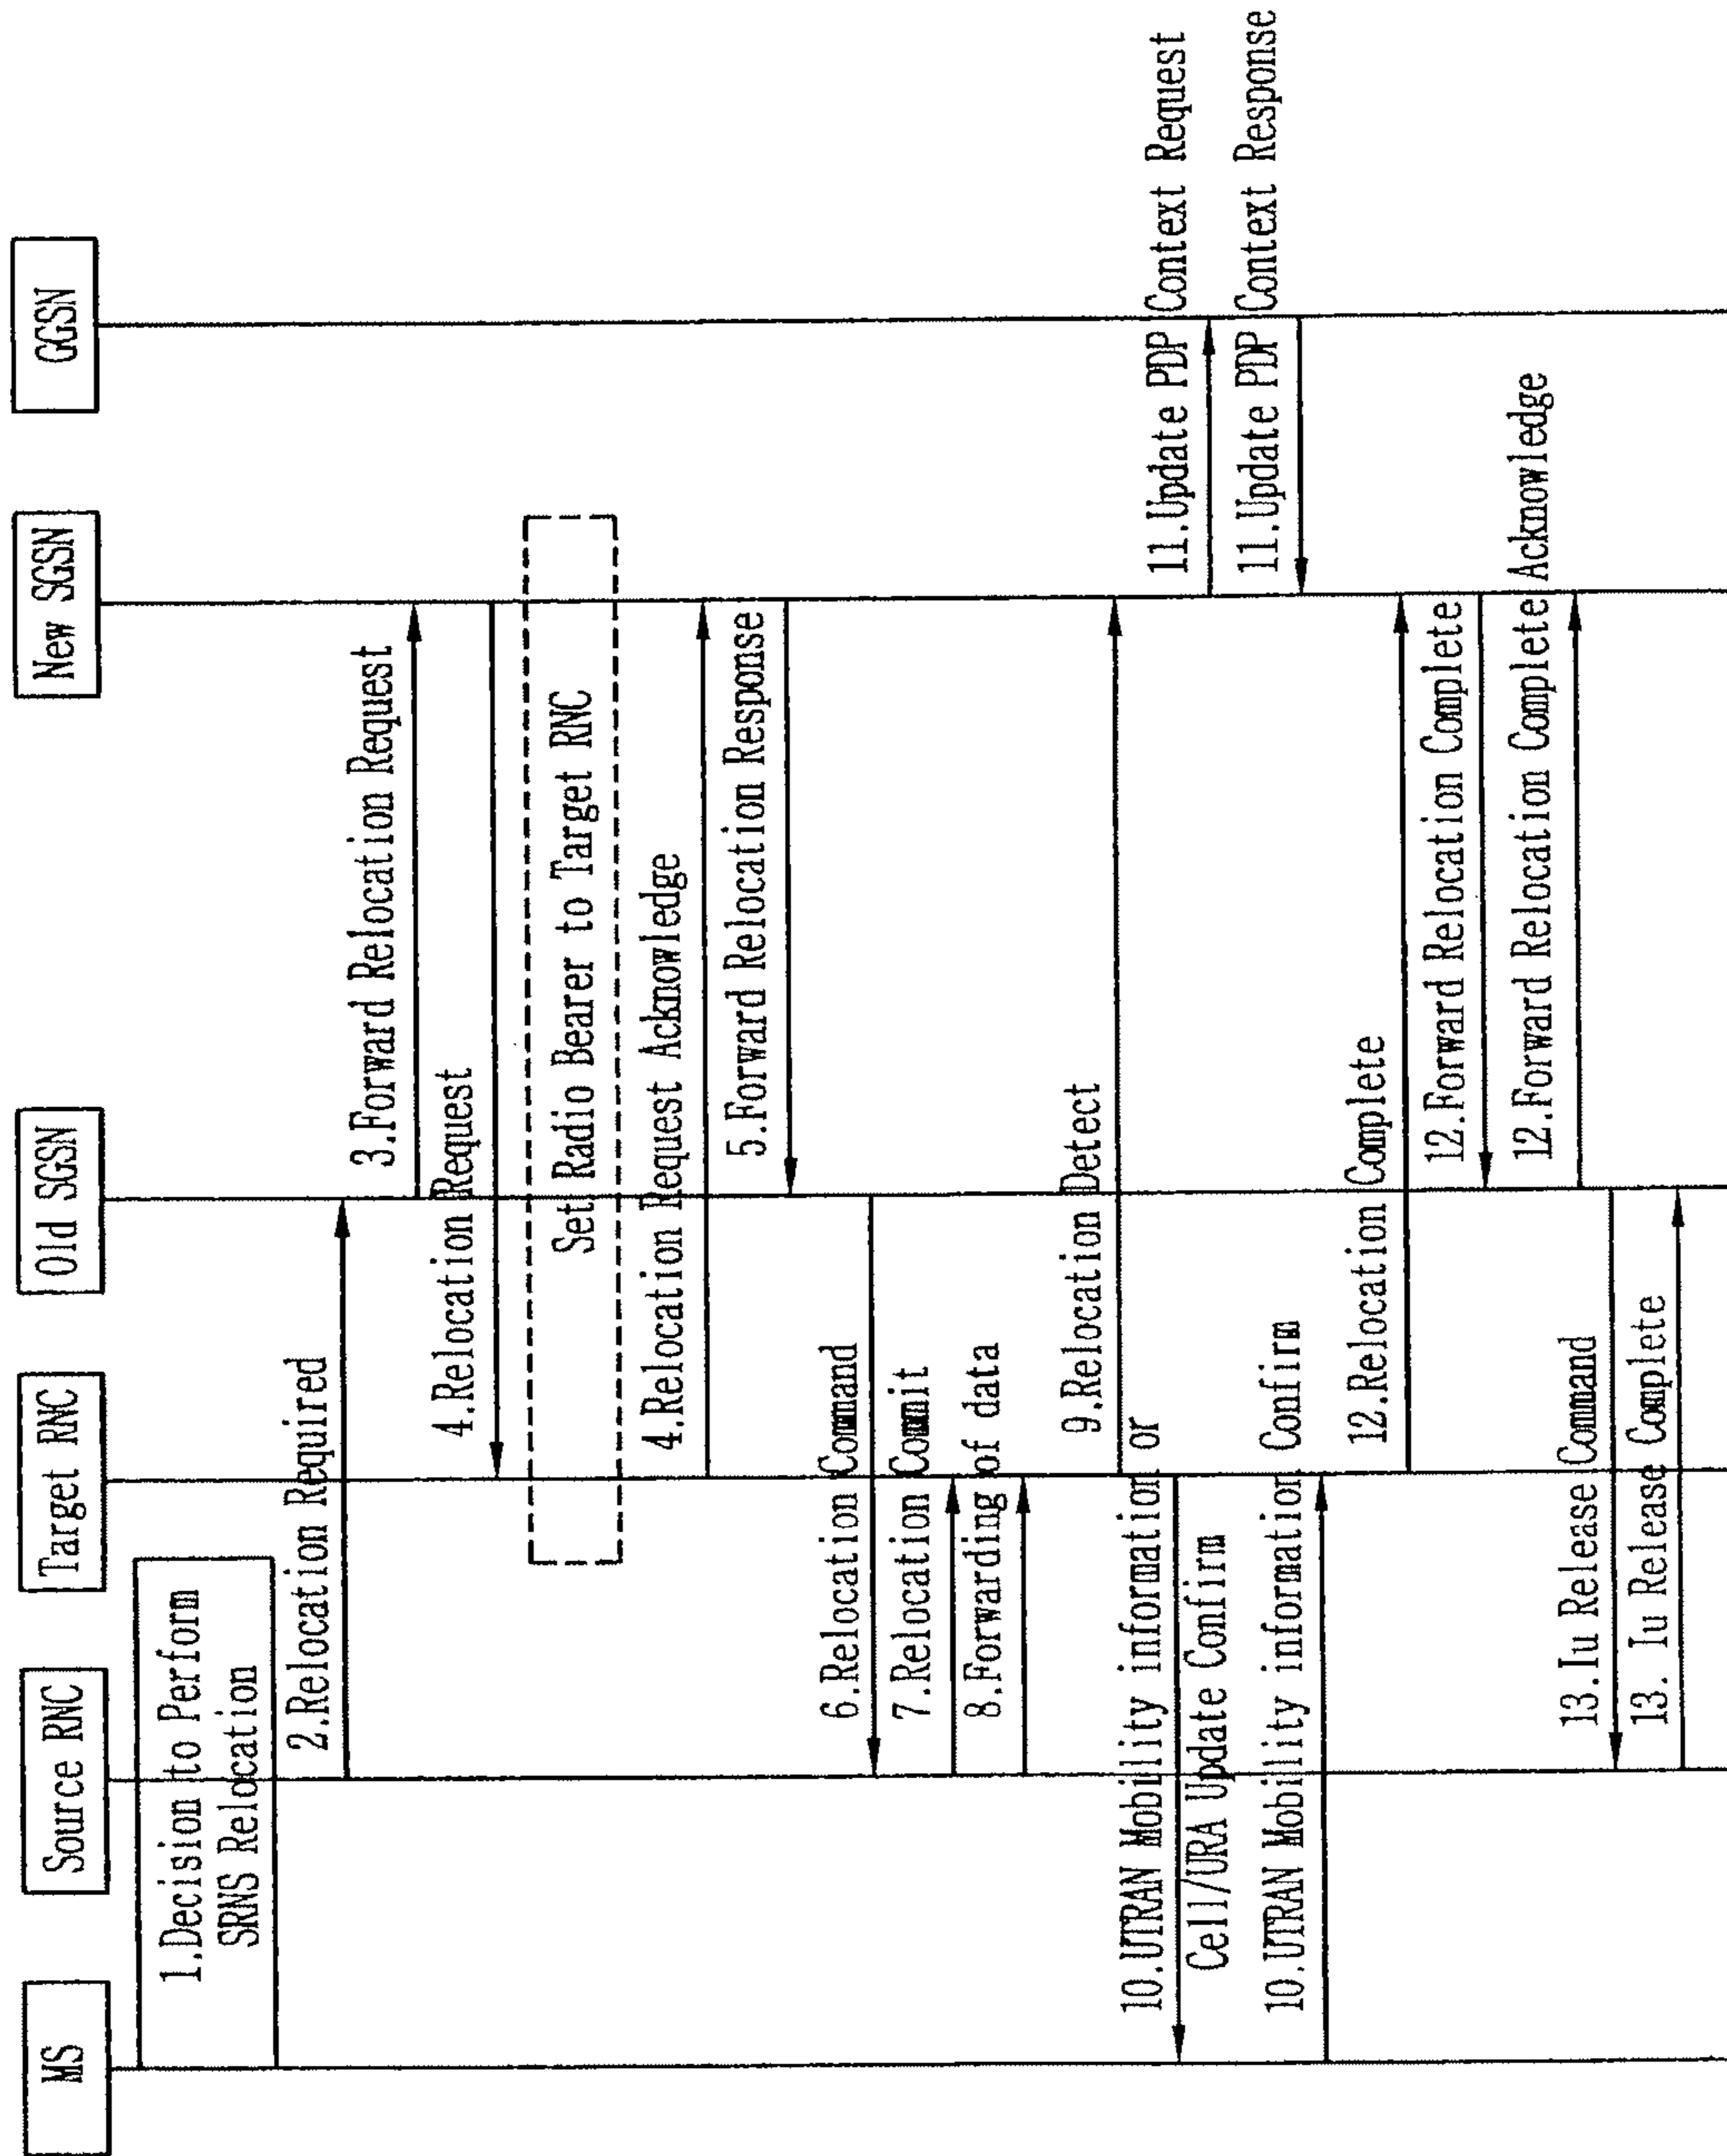 MS
Source RNC
Target RNC
Old SGSN
New SGSN
GGSN
1.Decision to Perform
SRNS Relocation
2.Relocation Required
3.Forward Relocation Request
4.Relocation Request
Set Radio Bearer to Target RNC
4.Relocation Request Acknowledge
5.Forward Relocation Response
6.Relocation Command
7.Relocation Commit
8.Forwarding of data
9.Relocation Detect
10.UTRAN Mobility information or
Cell/URA Update Confirm
11.Update PDP Context Request
11.Update PDP Context Response
10.UTRAN Mobility information Confirm
12.Relocation Complete
12.Forward Relocation Complete
12.Forward Relocation Complete Acknowledge
13.Iu Release Command
13. Iu Release Complete